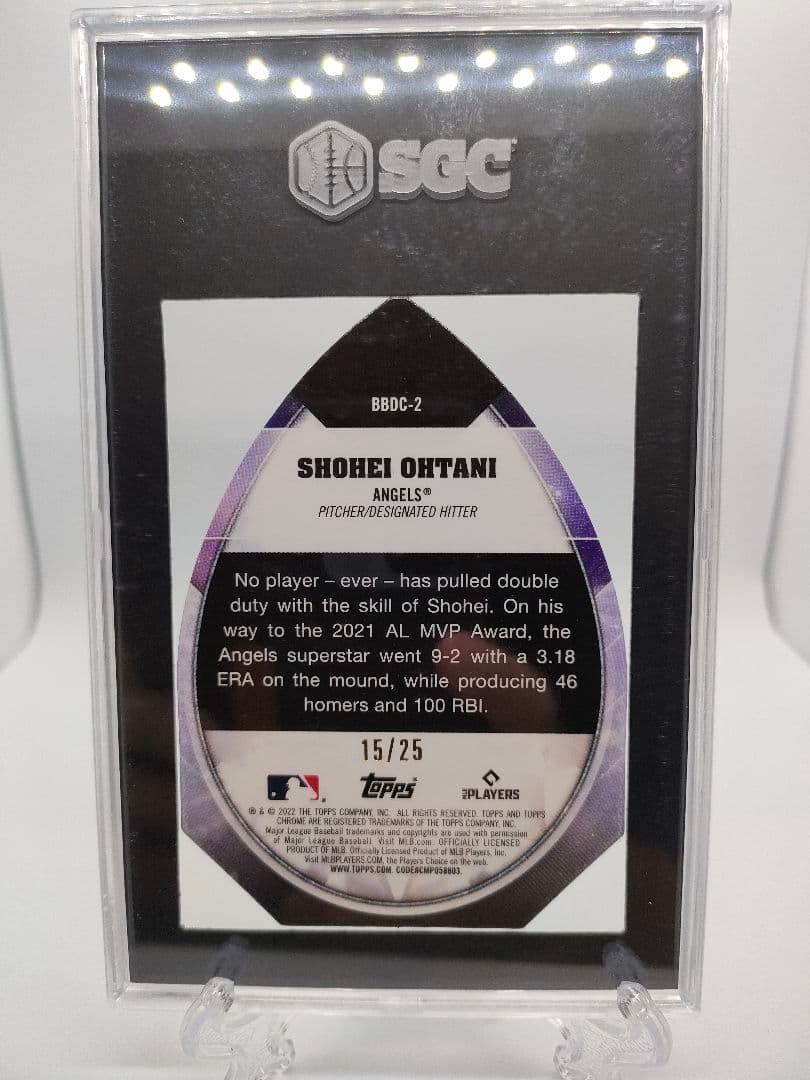 SGC
BBDC-2
SHOHEI OHTANI
ANGELS®
PITCHER/DESIGNATED HITTER
No player – ever – has pulled double
duty with the skill of Shohei. On his
way to the 2021 AL MVP Award, the
Angels superstar went 9-2 with a 3.18
ERA on the mound, while producing 46
homers and 100 RBI.
15/25
Topps® MLB PLAYERS
® & © 2022 THE TOPPS COMPANY, INC. ALL RIGHTS RESERVED. TOPPS AND TOPPS
CHROME ARE REGISTERED TRADEMARKS OF THE TOPPS COMPANY, INC.
Major League Baseball trademarks and copyrights are used with permission
of Major League Baseball. Visit MLB.com. OFFICIALLY LICENSED
PRODUCT OF MLB. Officially Licensed Product of MLB Players, Inc.
Visit MLBPLAYERS.COM, the Players Choice on the web.
WWW.TOPPS.COM. CODE#CMP058803.